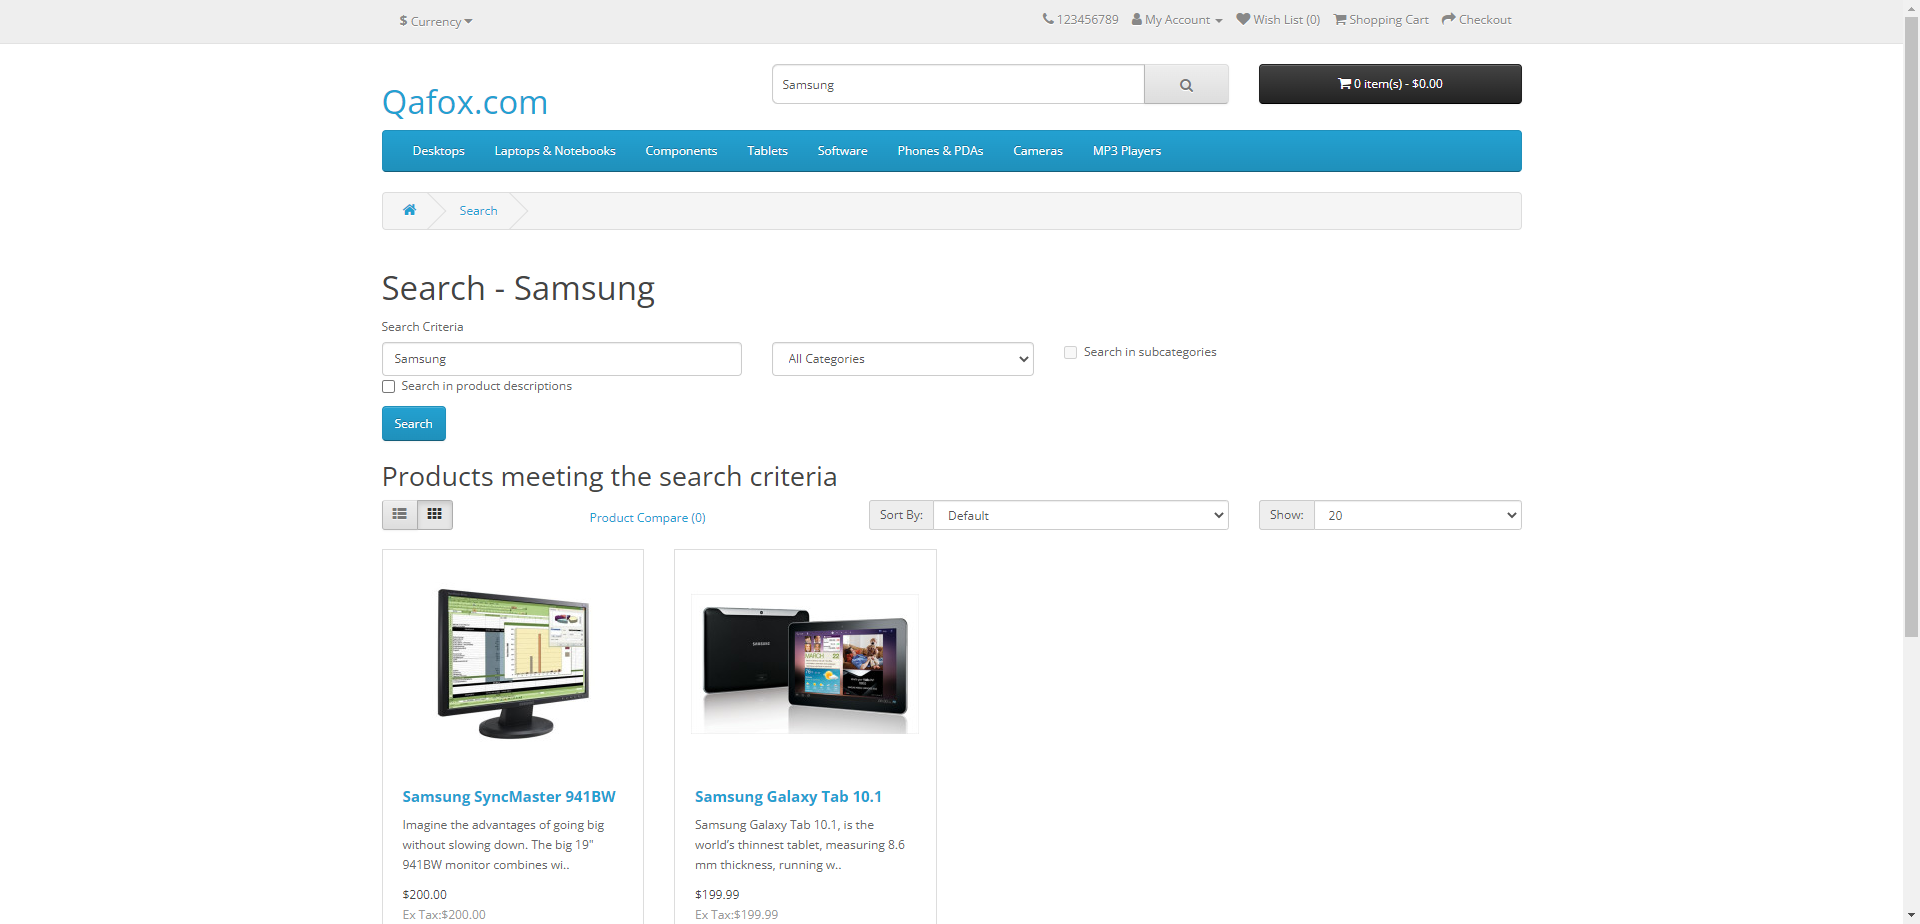 $ Currency
123456789 My Account Wish List (0) Shopping Cart Checkout
Qafox.com
Samsung
0 item(s) - $0.00
Desktops Laptops & Notebooks Components Tablets Software Phones & PDAs Cameras MP3 Players
Search
Search - Samsung
Search Criteria
Samsung
All Categories
Search in subcategories
Search in product descriptions
Search
Products meeting the search criteria
Product Compare (0)
Sort By: Default
Show: 20
SAMSUNG
MARCH 22
Samsung SyncMaster 941BW
Imagine the advantages of going big
without slowing down. The big 19"
941BW monitor combines wi..
$200.00
Ex Tax:$200.00
Samsung Galaxy Tab 10.1
Samsung Galaxy Tab 10.1, is the
world’s thinnest tablet, measuring 8.6
mm thickness, running w..
$199.99
Ex Tax:$199.99